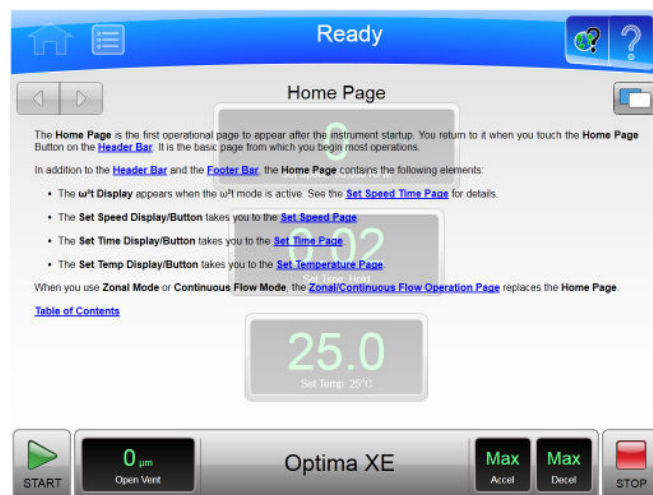 Ready
Home Page
0
The Home Page is the first operational page to appear after the instrument startup. You return to it when you touch the Home Page
Button on the Header Bar. It is the basic page from which you begin most operations.
In addition to the Header Bar and the Footer Bar, the Home Page contains the following elements:
• The ω²t Display appears when the ω²t mode is active. See the Set Speed Time Page for details.
• The Set Speed Display/Button takes you to the Set Speed Page.
• The Set Time Display/Button takes you to the Set Time Page.
0.02
• The Set Temp Display/Button takes you to the Set Temperature Page.
Set Time: Hold
When you use Zonal Mode or Continuous Flow Mode, the Zonal/Continuous Flow Operation Page replaces the Home Page.
Table of Contents
25.0
Set Temp: 25°C
START
0 µm
Open Vent
Optima XE
Max
Accel
Max
Decel
STOP